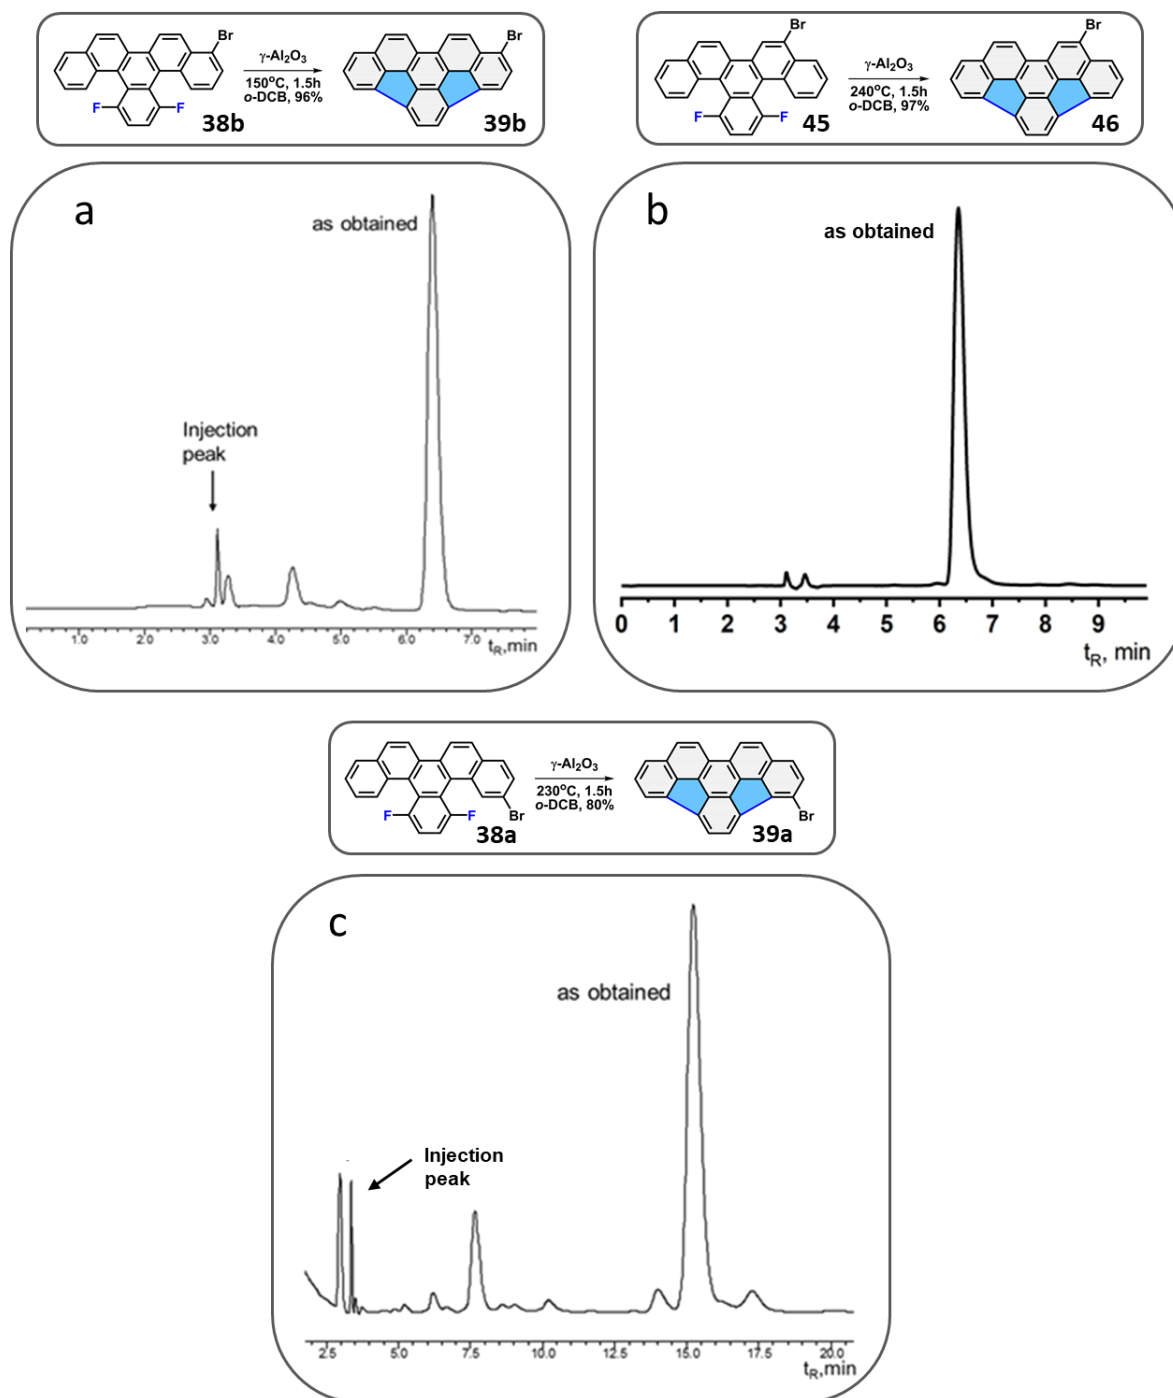 Br
γ-Al₂O₃
150°C, 1.5h
o-DCB, 96%
F
F
38b
Br
39b
Br
γ-Al₂O₃
240°C, 1.5h
o-DCB, 97%
F
F
45
Br
46
a
as obtained
Injection
peak
1.0 2.0 3.0 4.0 5.0 6.0 7.0
tR,min
b
as obtained
0 1 2 3 4 5 6 7 8 9
tR, min
γ-Al₂O₃
230°C, 1.5h
o-DCB, 80%
F
F
Br
38a
Br
39a
c
as obtained
Injection
peak
2.5 5.0 7.5 10.0 12.5 15.0 17.5 20.0
tR,min